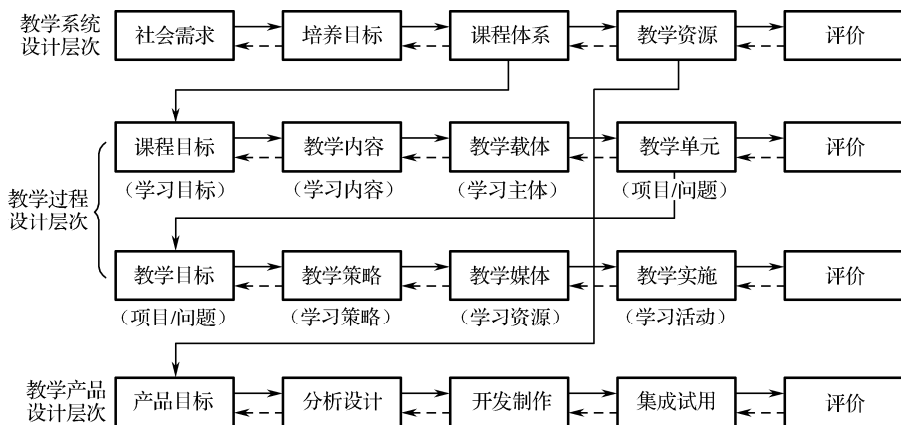 教学系统
设计层次
社会需求
培养目标
课程体系
教学资源
评价
教学过程
设计层次
课程目标
教学内容
教学载体
教学单元
评价
（学习目标）
（学习内容）
（学习主体）
（项目/问题）
教学目标
教学策略
教学媒体
教学实施
评价
（项目/问题）
（学习策略）
（学习资源）
（学习活动）
教学产品
设计层次
产品目标
分析设计
开发制作
集成试用
评价